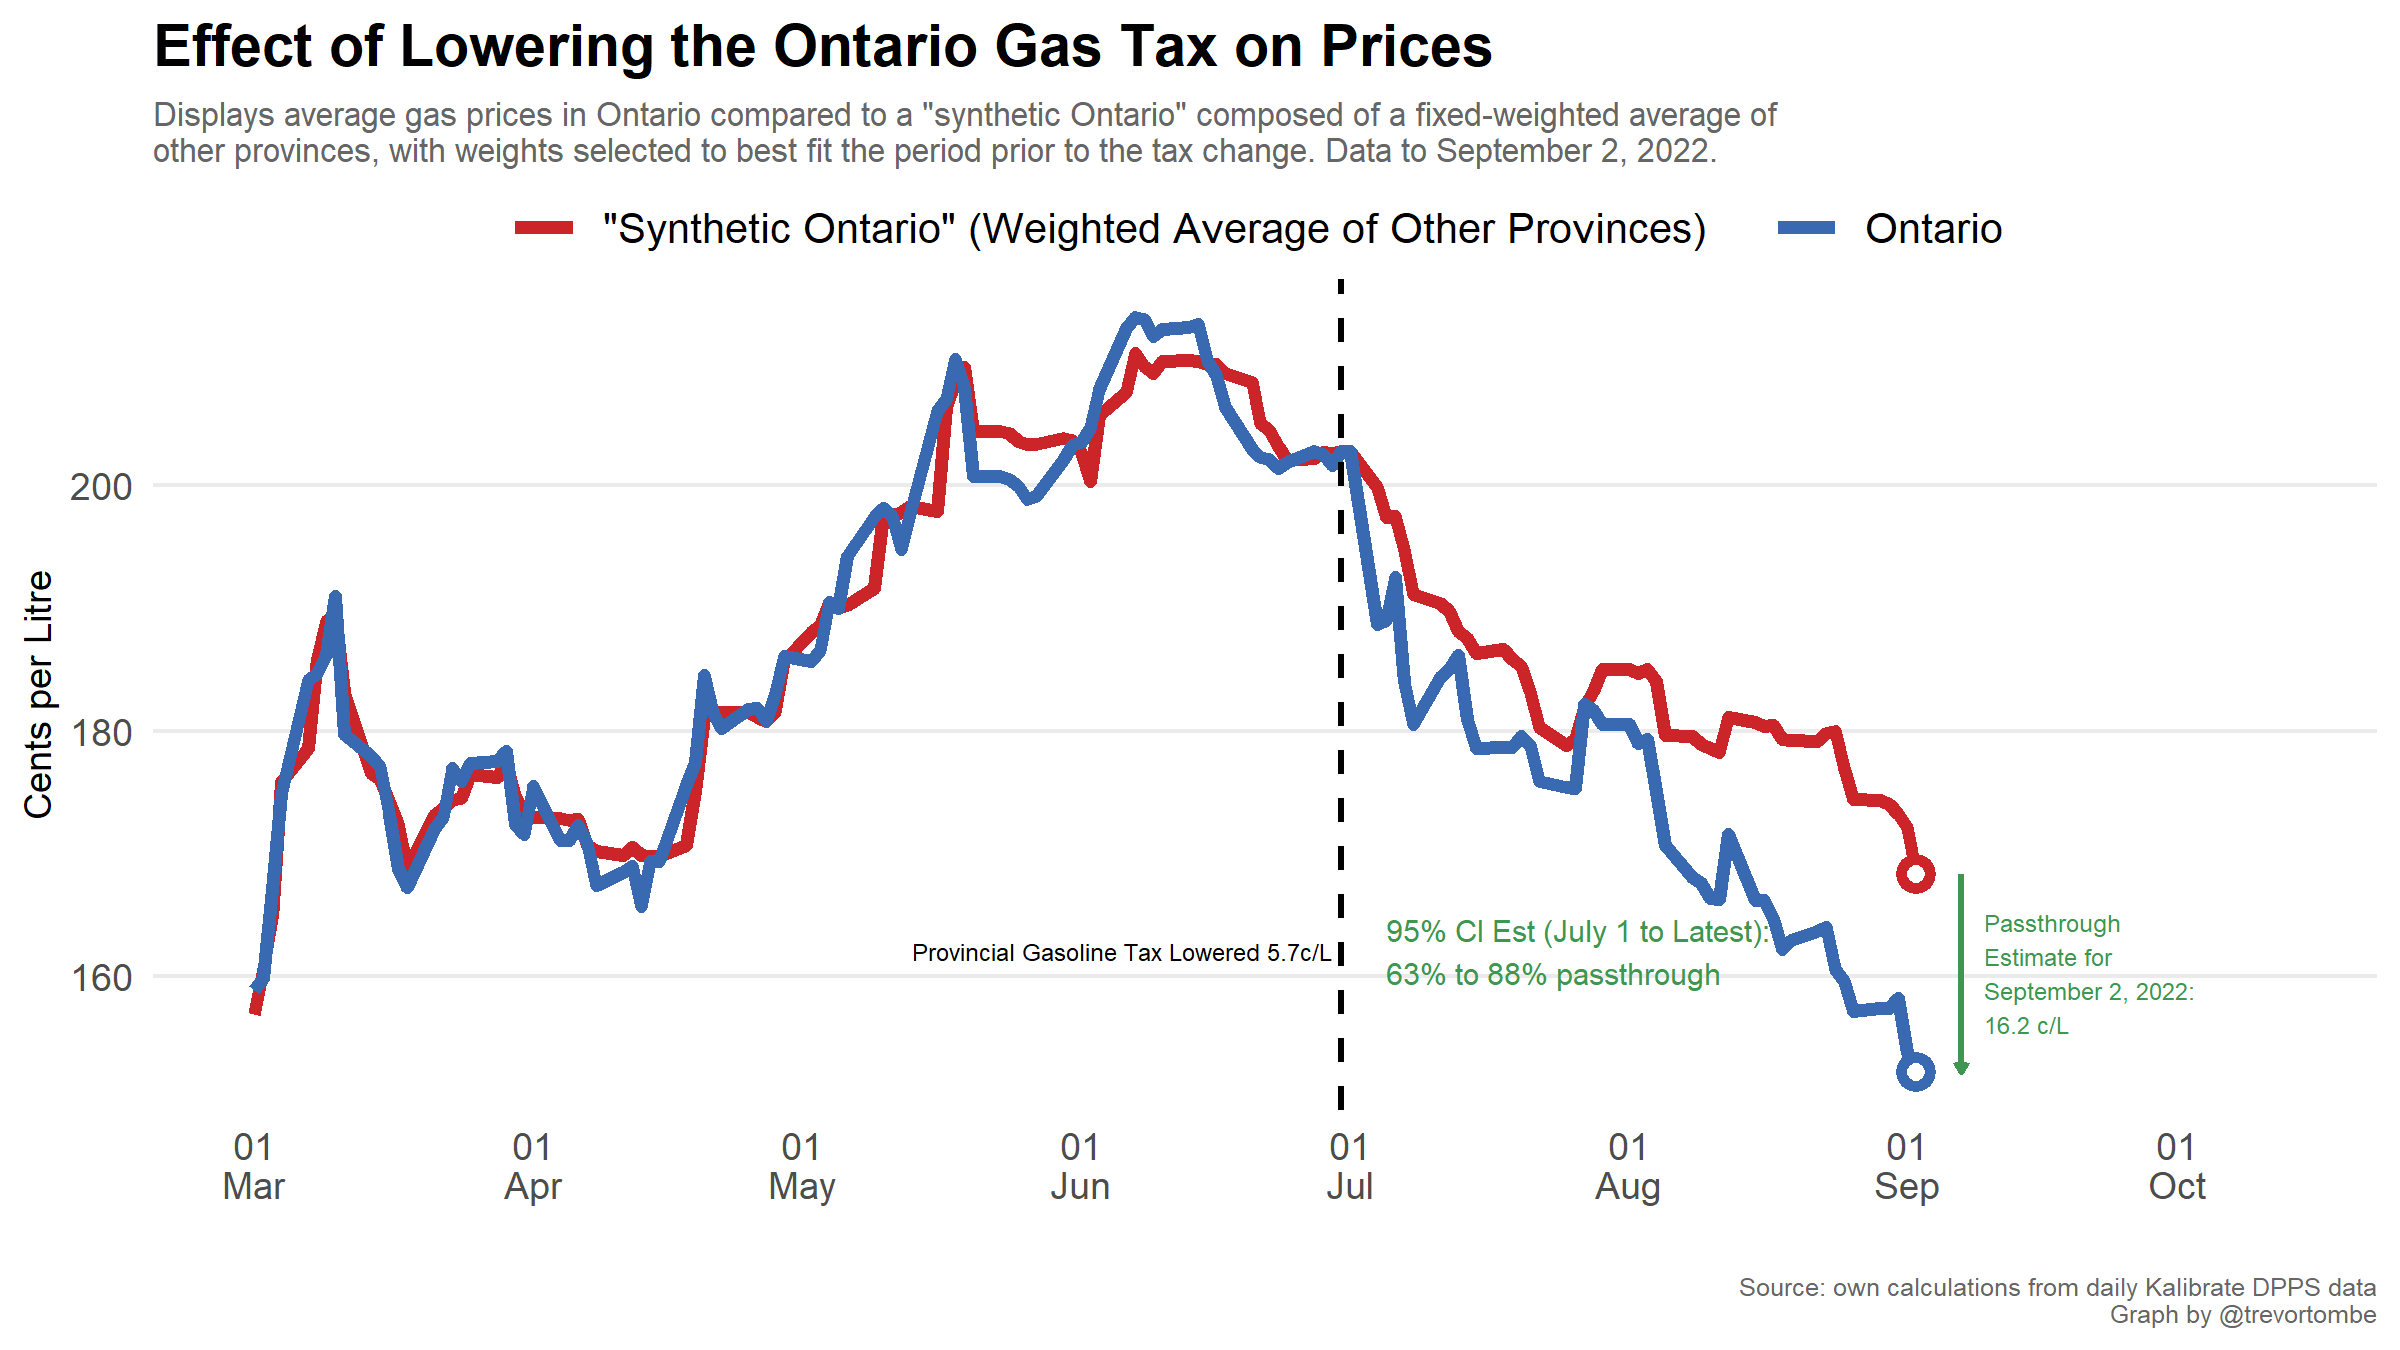 Effect of Lowering the Ontario Gas Tax on Prices
Displays average gas prices in Ontario compared to a "synthetic Ontario" composed of a fixed-weighted average of
other provinces, with weights selected to best fit the period prior to the tax change. Data to September 2, 2022.
"Synthetic Ontario" (Weighted Average of Other Provinces)
Ontario
Cents per Litre
200
180
160
Provincial Gasoline Tax Lowered 5.7c/L
95% CI Est (July 1 to Latest):
63% to 88% passthrough
Passthrough
Estimate for
September 2, 2022:
16.2 c/L
01 01 01 01 01 01 01 01
Mar Apr May Jun Jul Aug Sep Oct
Source: own calculations from daily Kalibrate DPPS data
Graph by @trevortombe